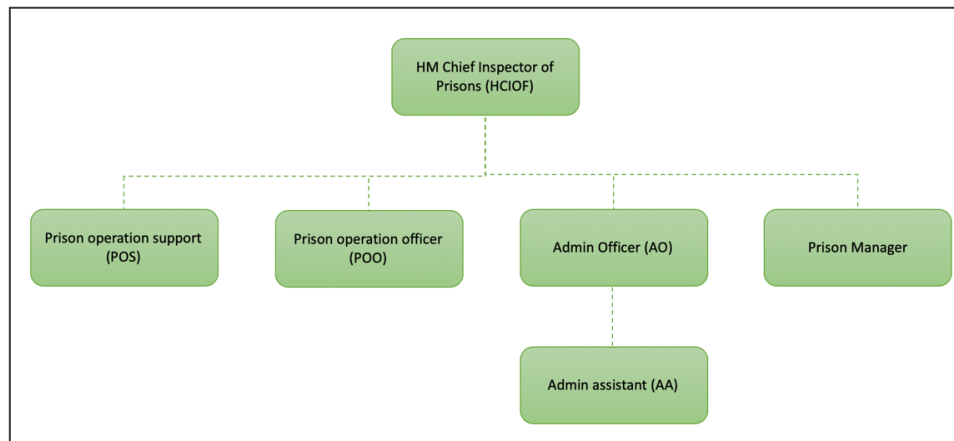 HM Chief Inspector of
Prisons (HCIOF)
Prison operation support
(POS)
Prison operation officer
(POO)
Admin Officer (AO)
Prison Manager
Admin assistant (AA)